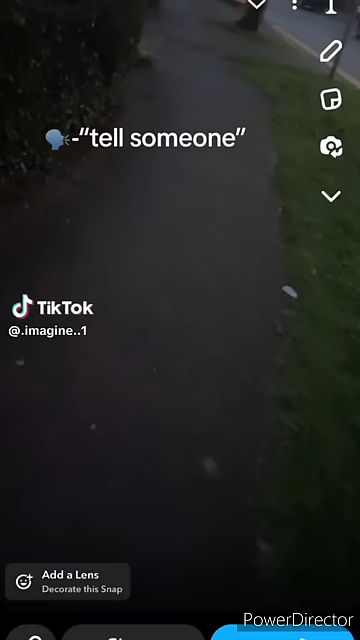 🗣️-“tell someone”
TikTok
@.imagine..1
Add a Lens
Decorate this Snap
PowerDirector